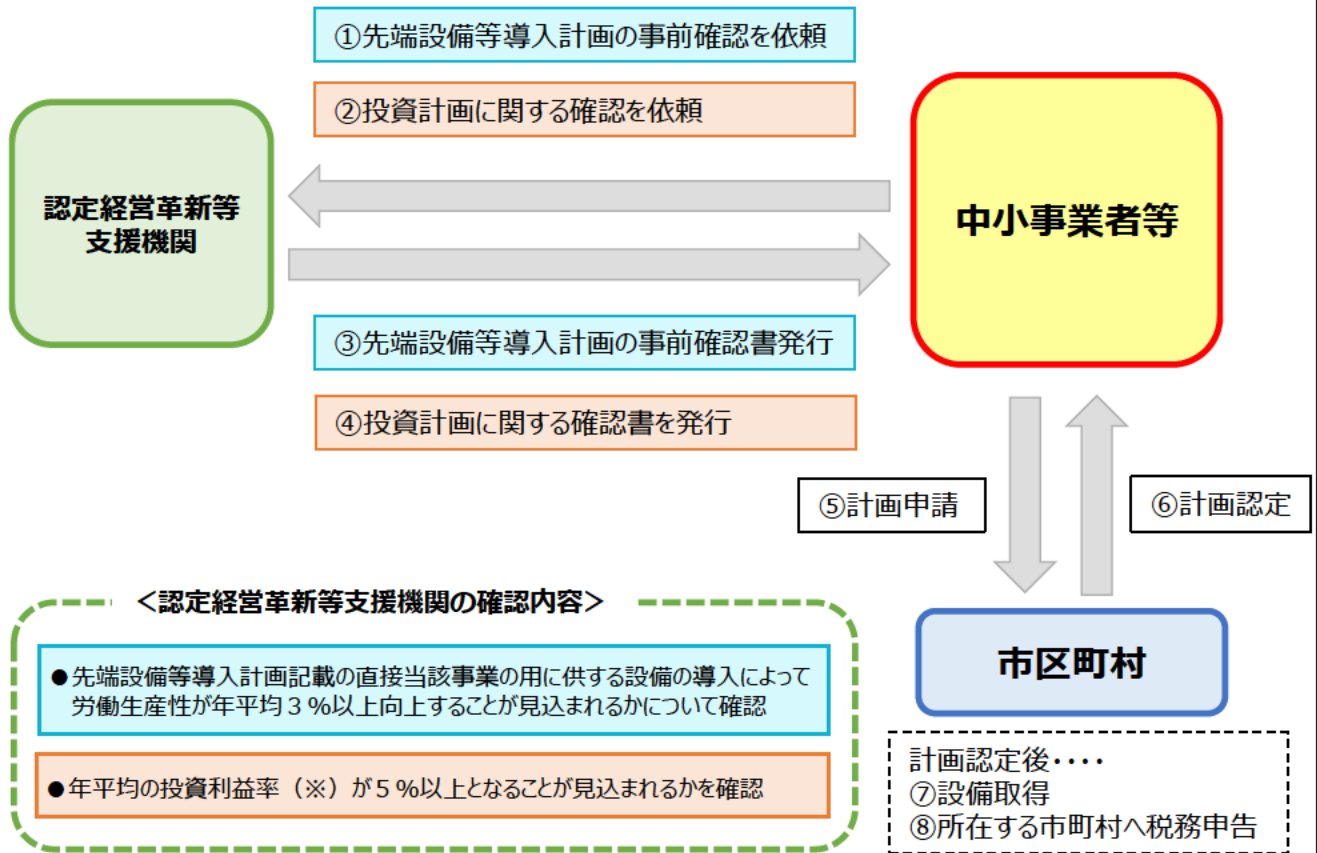 ①先端設備等導入計画の事前確認を依頼
②投資計画に関する確認を依頼
認定経営革新等
支援機関
中小事業者等
③先端設備等導入計画の事前確認書発行
④投資計画に関する確認書を発行
⑤計画申請
⑥計画認定
＜認定経営革新等支援機関の確認内容＞
●先端設備等導入計画記載の直接当該事業の用に供する設備の導入によって
労働生産性が年平均３％以上向上することが見込まれるかについて確認
●年平均の投資利益率（※）が５％以上となることが見込まれるかを確認
市区町村
計画認定後・・・・
⑦設備取得
⑧所在する市町村へ税務申告